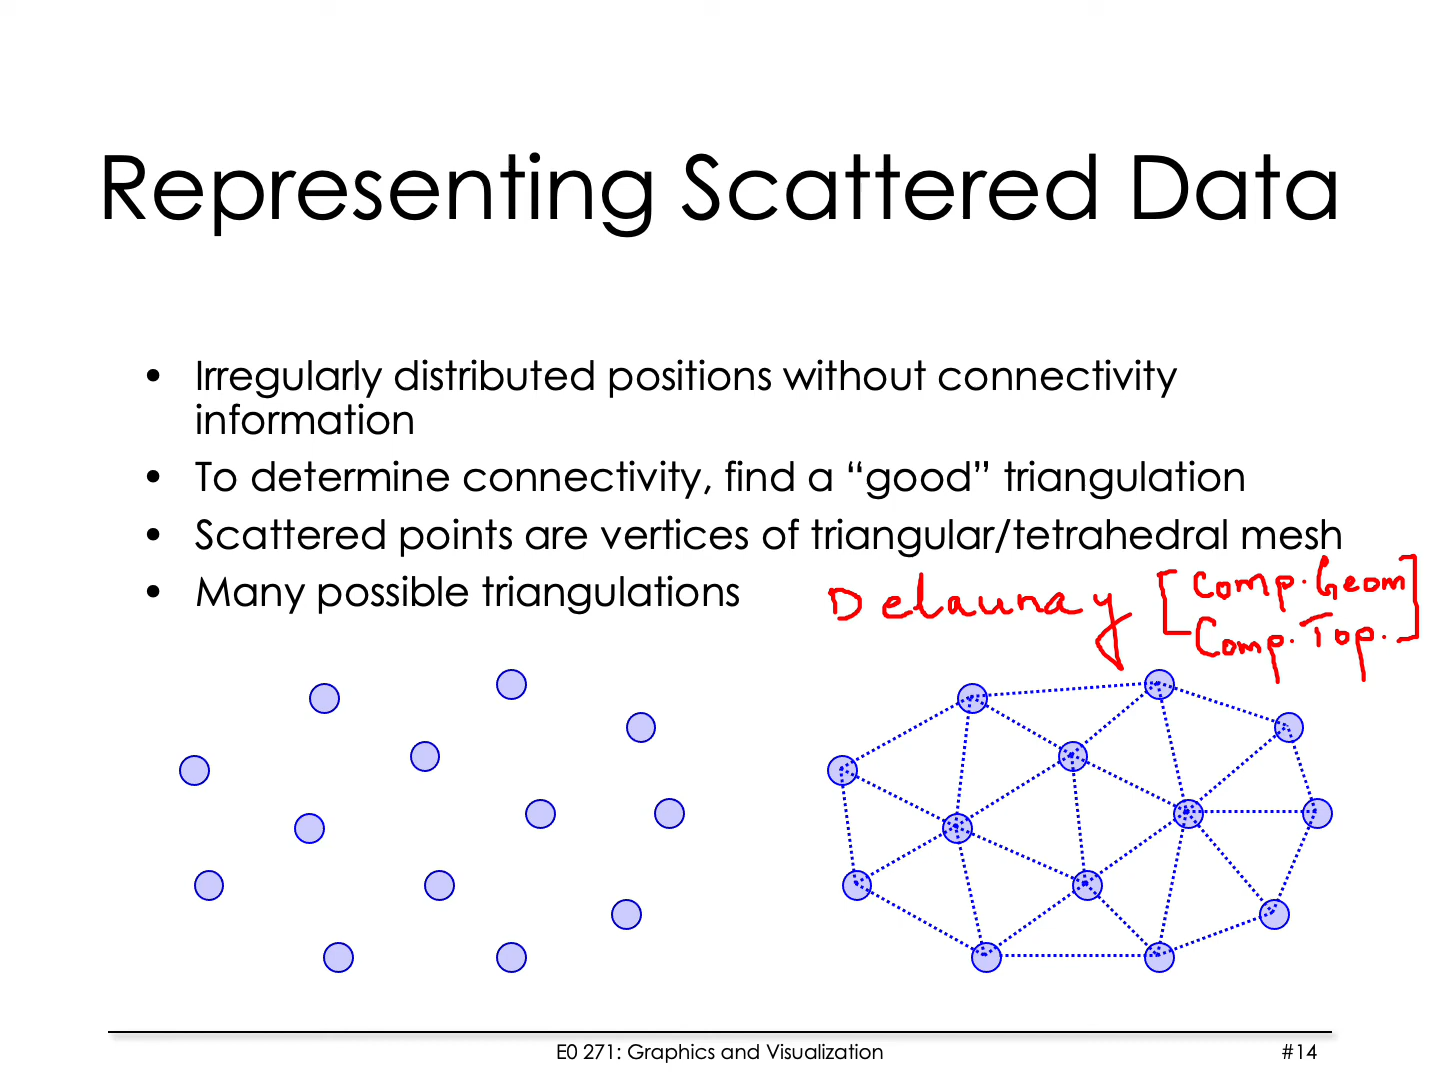 Representing Scattered Data
• Irregularly distributed positions without connectivity
information
• To determine connectivity, find a “good” triangulation
• Scattered points are vertices of triangular/tetrahedral mesh
• Many possible triangulations
Delaunay [Comp. Geom]
Comp. Top.
E0 271: Graphics and Visualization
#14